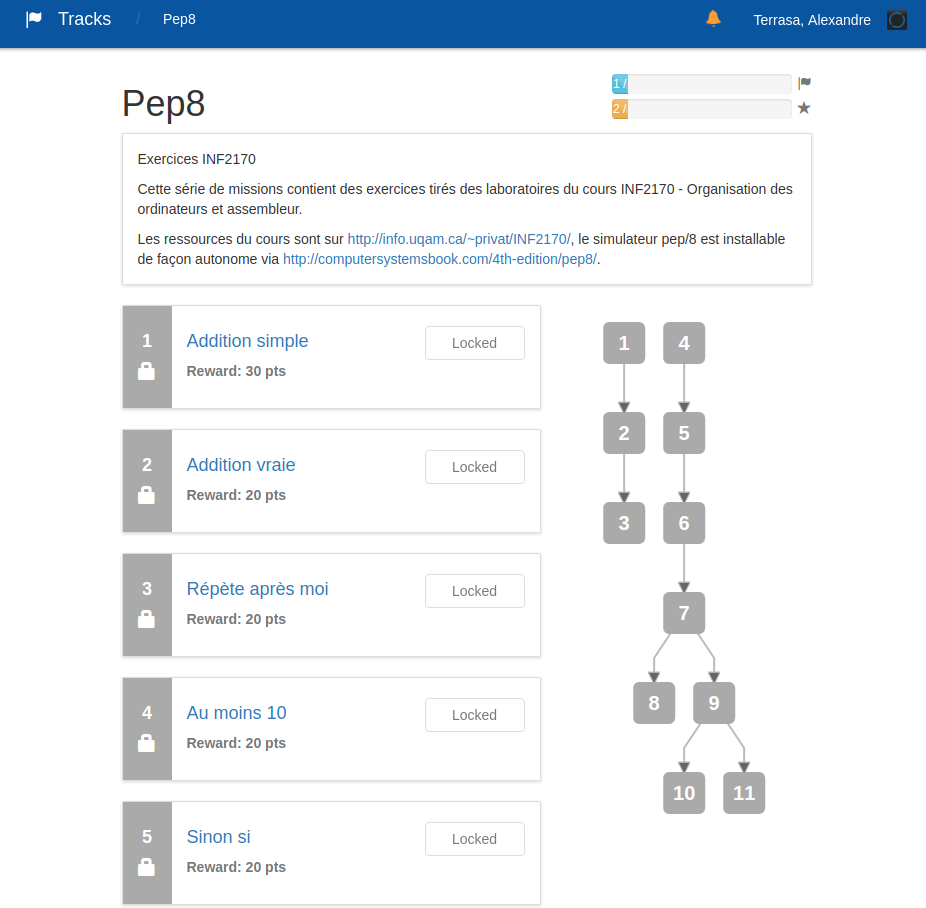 Tracks / Pep8 Terrasa, Alexandre
Pep8
1 /
2 /
Exercices INF2170
Cette série de missions contient des exercices tirés des laboratoires du cours INF2170 - Organisation des
ordinateurs et assembleur.
Les ressources du cours sont sur http://info.uqam.ca/~privat/INF2170/, le simulateur pep/8 est installable
de façon autonome via http://computersystemsbook.com/4th-edition/pep8/.
1 Addition simple Locked
Reward: 30 pts
2 Addition vraie Locked
Reward: 20 pts
3 Répète après moi Locked
Reward: 20 pts
4 Au moins 10 Locked
Reward: 20 pts
5 Sinon si Locked
Reward: 20 pts
1 4
2 5
3 6
7
8 9
10 11